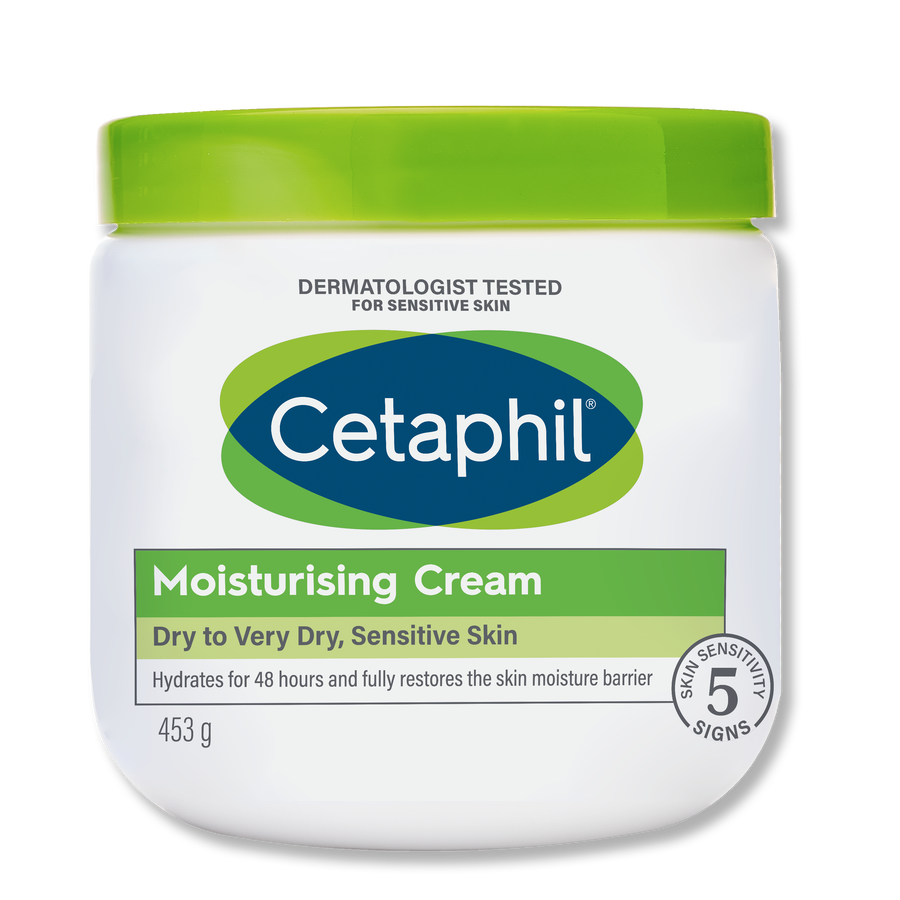 DERMATOLOGIST TESTED
FOR SENSITIVE SKIN
Cetaphil®
Moisturising Cream
Dry to Very Dry, Sensitive Skin
Hydrates for 48 hours and fully restores the skin moisture barrier
SKIN SENSITIVITY
5
SIGNS
453 g